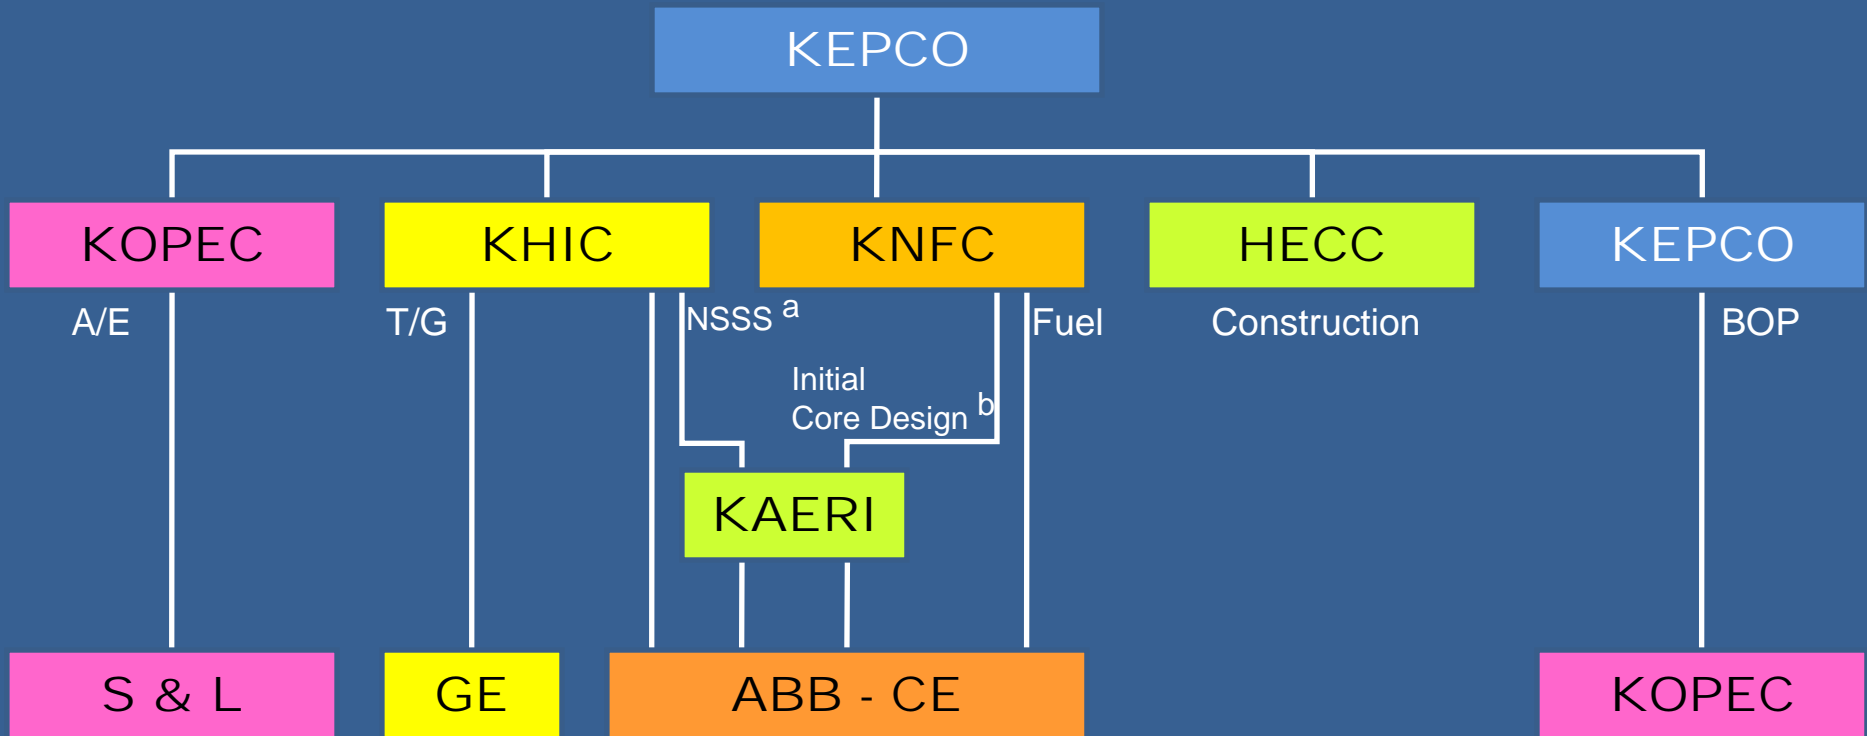 KEPCO
KOPEC
KHIC
KNFC
HECC
KEPCO
A/E
T/G
NSSS a
Fuel
Construction
BOP
Initial
Core Design b
KAERI
S & L
GE
ABB - CE
KOPEC